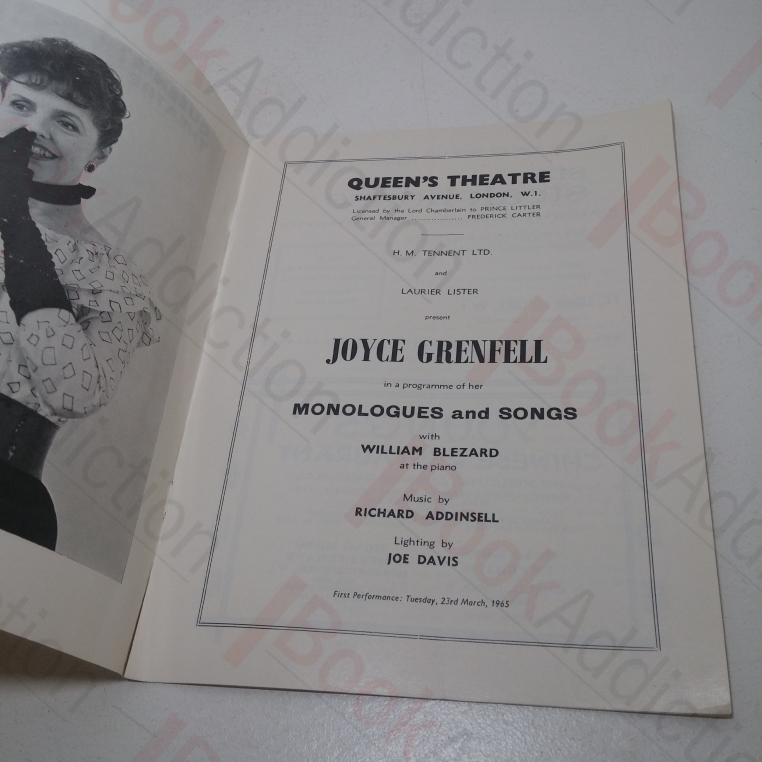 QUEEN'S THEATRE
SHAFTESBURY AVENUE, LONDON, W.1.
Licensed by the Lord Chamberlain to PRINCE LITTLER
General Manager .................. FREDERICK CARTER
H. M. TENNENT LTD.
and
LAURIER LISTER
present
JOYCE GRENFELL
in a programme of her
MONOLOGUES and SONGS
with
WILLIAM BLEZARD
at the piano
Music by
RICHARD ADDINSELL
Lighting by
JOE DAVIS
First Performance: Tuesday, 23rd March, 1965
BookAddiction